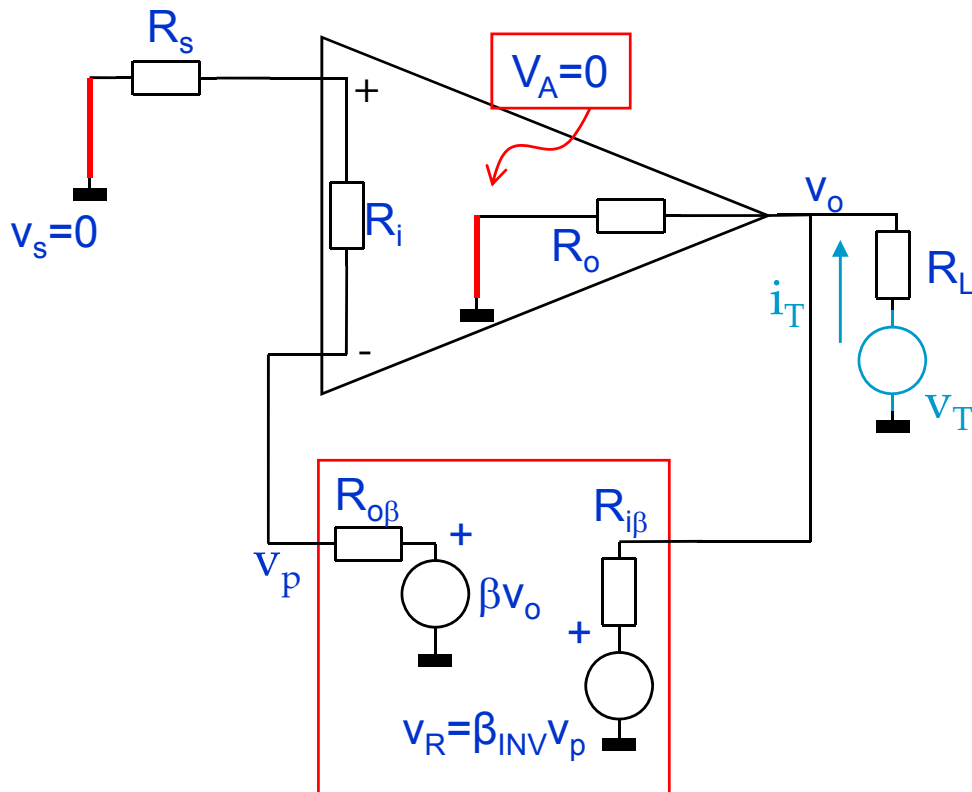 Rs
VA=0
+
vs=0
Ri
Ro
vo
RL
iT
vT
-
Roβ
+
vp
βvo
Riβ
+
vR=βINVvp